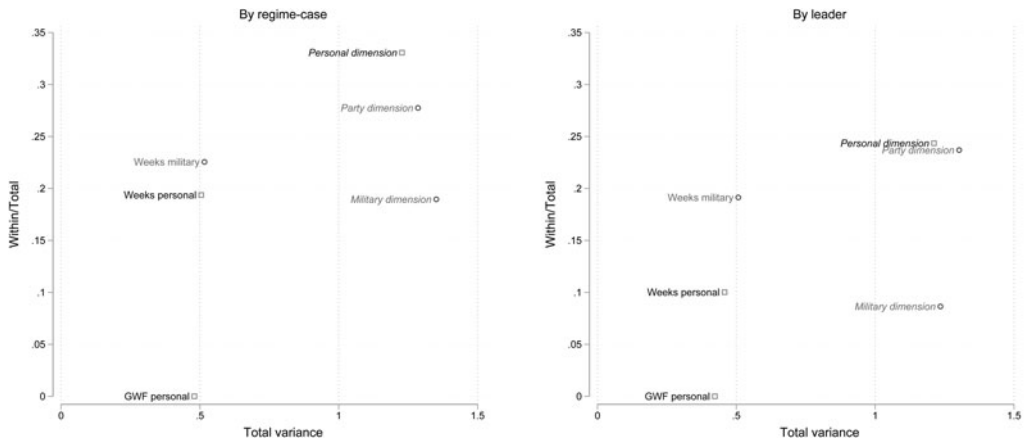 By regime-case
.35
.3
.25
.2
.15
.1
.05
0
Within/Total
Personal dimension
Party dimension
Weeks military
Weeks personal
Military dimension
GWF personal
0
.5
1
1.5
Total variance
By leader
.35
.3
.25
.2
.15
.1
.05
0
Within/Total
Personal dimension
Party dimension
Weeks military
Weeks personal
Military dimension
GWF personal
0
.5
1
1.5
Total variance